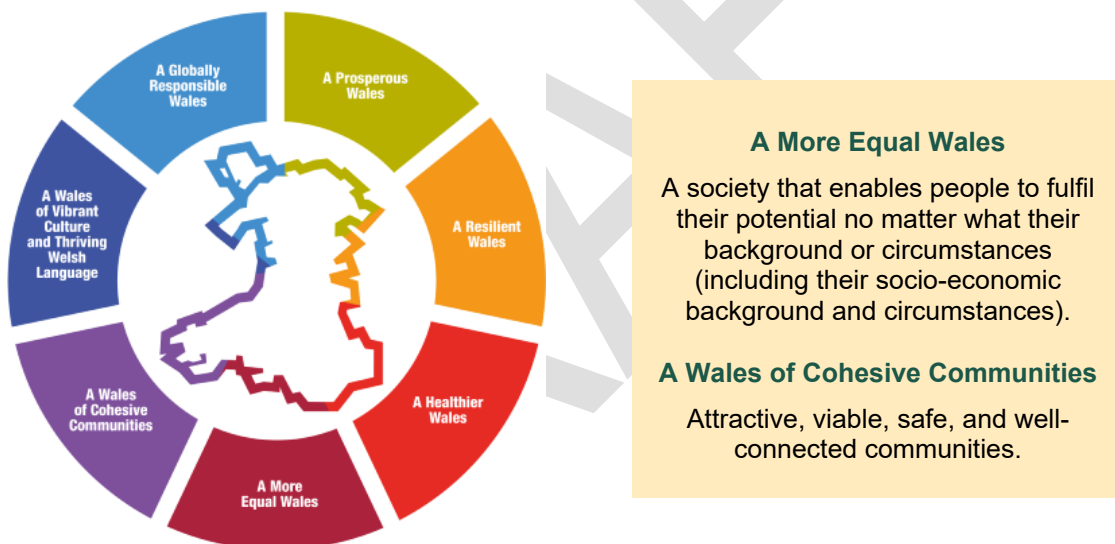 A Globally
Responsible
Wales
A Prosperous
Wales
A Resilient
Wales
A Healthier
Wales
A More
Equal Wales
A Wales
of Cohesive
Communities
A Wales
of Vibrant
Culture
and Thriving
Welsh
Language
A More Equal Wales
A society that enables people to fulfil
their potential no matter what their
background or circumstances
(including their socio-economic
background and circumstances).
A Wales of Cohesive Communities
Attractive, viable, safe, and well-
connected communities.